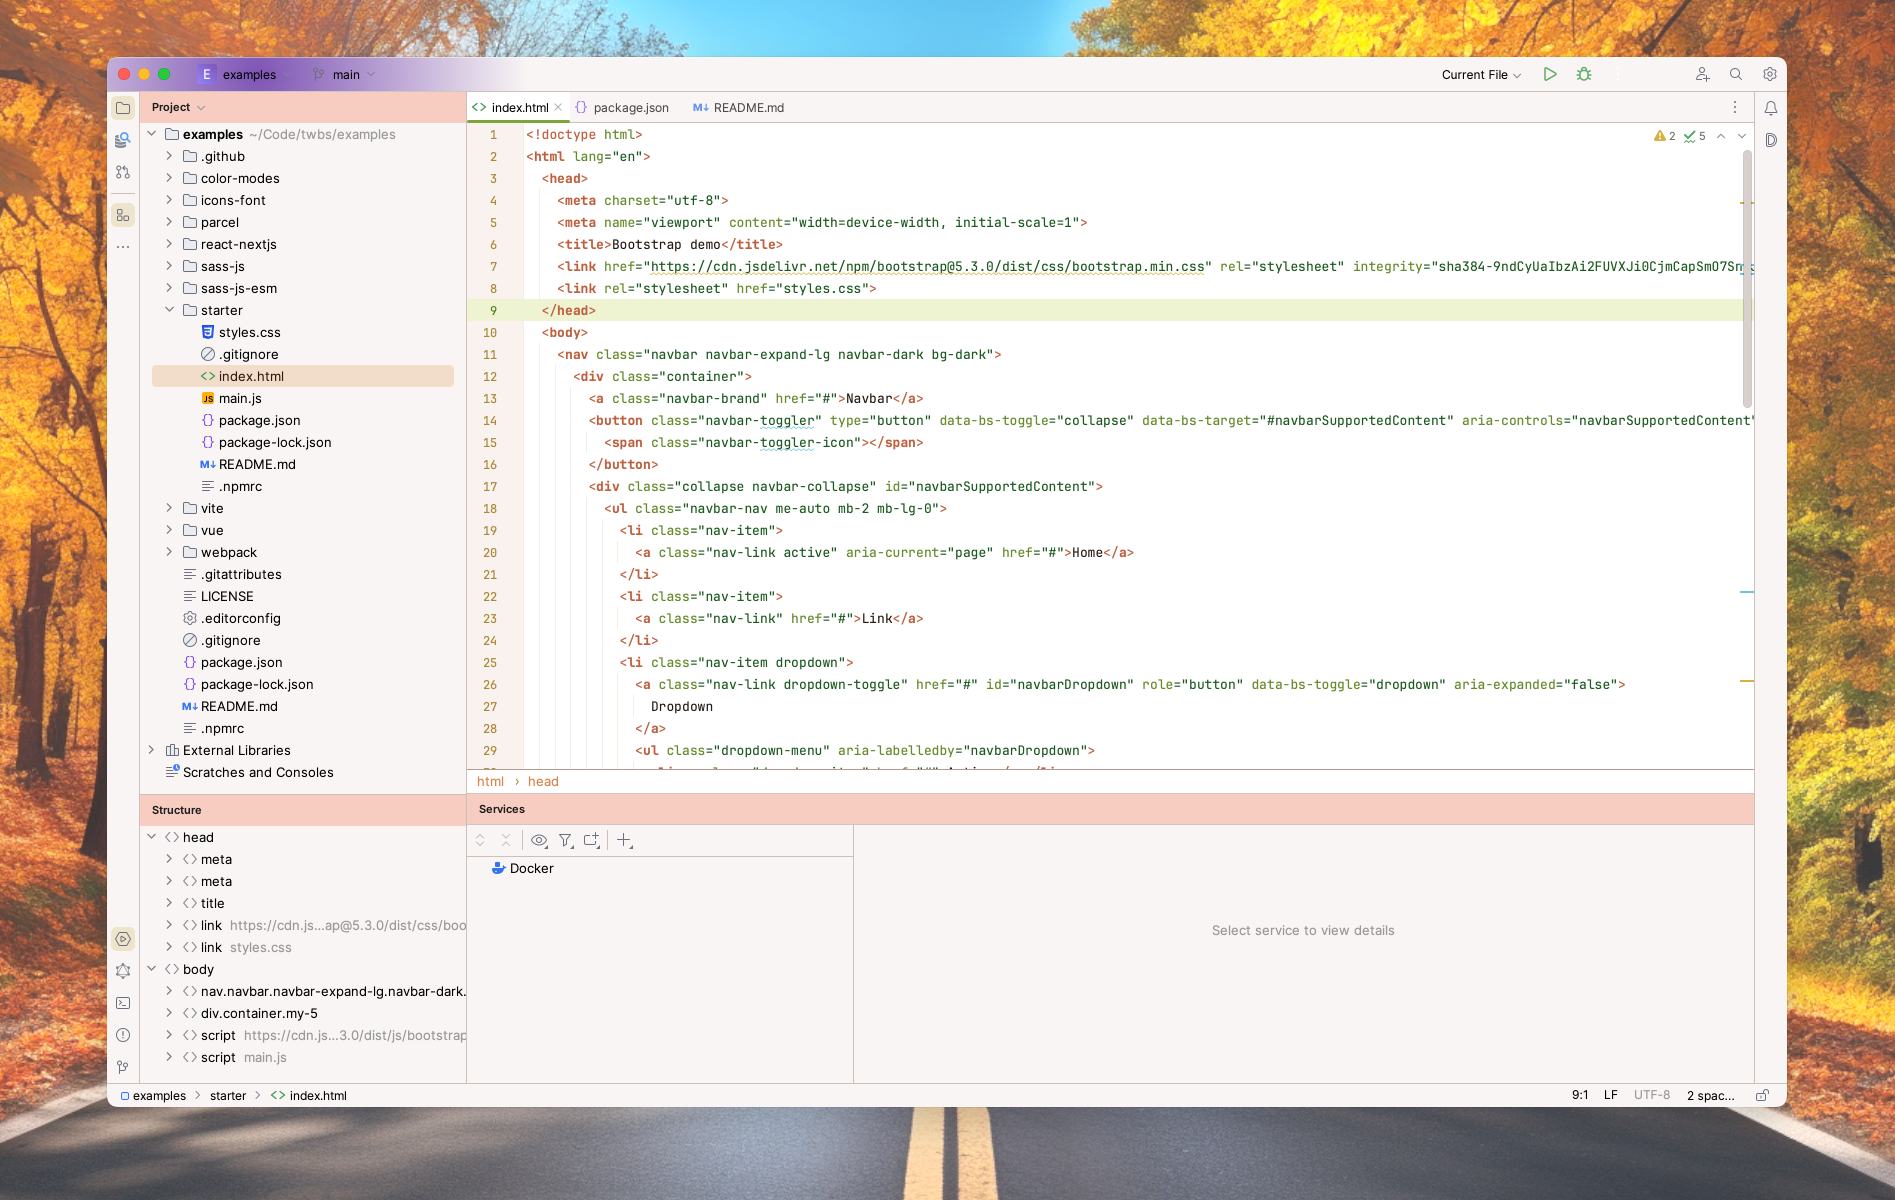 E examples main Current File
Project
examples ~/Code/twbs/examples
.github
color-modes
icons-font
parcel
react-nextjs
sass-js
sass-js-esm
starter
styles.css
.gitignore
index.html
JS main.js
package.json
package-lock.json
M↓ README.md
.npmrc
vite
vue
webpack
.gitattributes
LICENSE
.editorconfig
.gitignore
package.json
package-lock.json
M↓ README.md
.npmrc
External Libraries
Scratches and Consoles
Structure
head
meta
meta
title
link https://cdn.js...ap@5.3.0/dist/css/boo
link styles.css
body
nav.navbar.navbar-expand-lg.navbar-dark.
div.container.my-5
script https://cdn.js...3.0/dist/js/bootstrap
script main.js
index.html package.json M↓ README.md
2 5
1 <!doctype html>
2 <html lang="en">
3 <head>
4 <meta charset="utf-8">
5 <meta name="viewport" content="width=device-width, initial-scale=1">
6 <title>Bootstrap demo</title>
7 <link href="https://cdn.jsdelivr.net/npm/bootstrap@5.3.0/dist/css/bootstrap.min.css" rel="stylesheet" integrity="sha384-9ndCyUaIbzAi2FUVXJi0CjmCapSmO7Sn
8 <link rel="stylesheet" href="styles.css">
9 </head>
10 <body>
11 <nav class="navbar navbar-expand-lg navbar-dark bg-dark">
12 <div class="container">
13 <a class="navbar-brand" href="#">Navbar</a>
14 <button class="navbar-toggler" type="button" data-bs-toggle="collapse" data-bs-target="#navbarSupportedContent" aria-controls="navbarSupportedContent"
15 <span class="navbar-toggler-icon"></span>
16 </button>
17 <div class="collapse navbar-collapse" id="navbarSupportedContent">
18 <ul class="navbar-nav me-auto mb-2 mb-lg-0">
19 <li class="nav-item">
20 <a class="nav-link active" aria-current="page" href="#">Home</a>
21 </li>
22 <li class="nav-item">
23 <a class="nav-link" href="#">Link</a>
24 </li>
25 <li class="nav-item dropdown">
26 <a class="nav-link dropdown-toggle" href="#" id="navbarDropdown" role="button" data-bs-toggle="dropdown" aria-expanded="false">
27 Dropdown
28 </a>
29 <ul class="dropdown-menu" aria-labelledby="navbarDropdown">
html › head
Services
Docker
Select service to view details
examples > starter > index.html
9:1 LF UTF-8 2 spac...